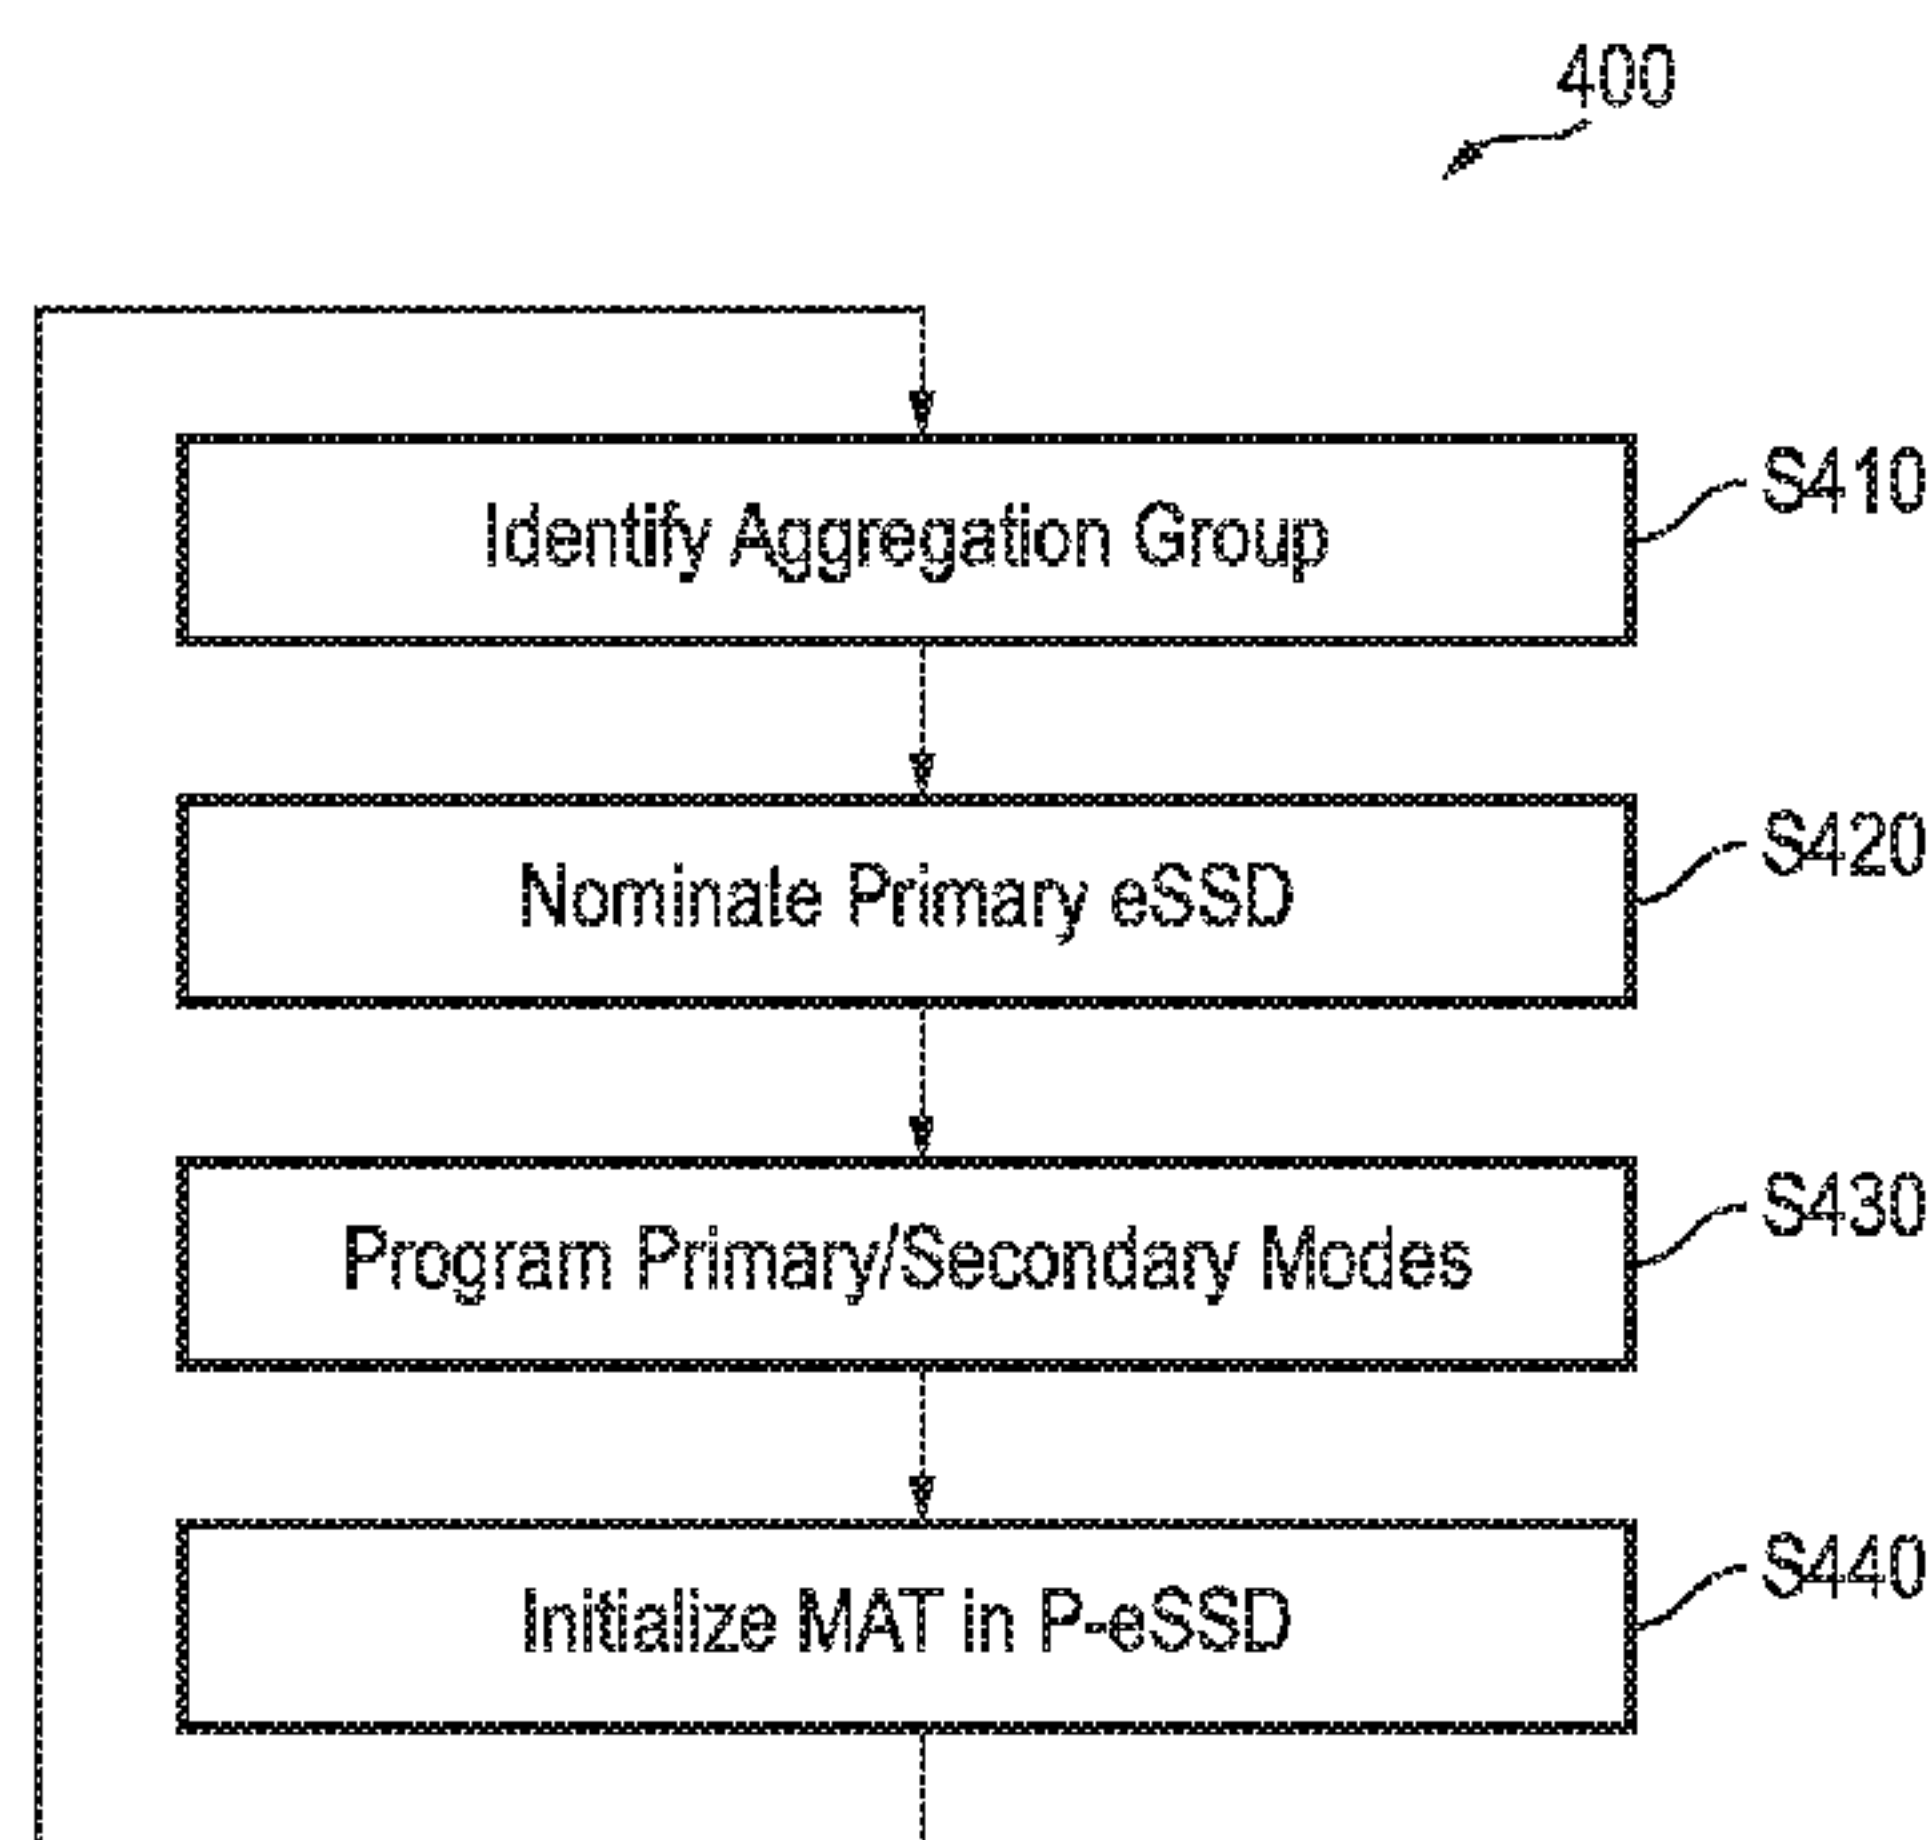 400
Identify Aggregation Group
S410
Nominate Primary eSSD
S420
Program Primary/Secondary Modes
S430
Initialize MAT in P-eSSD
S440